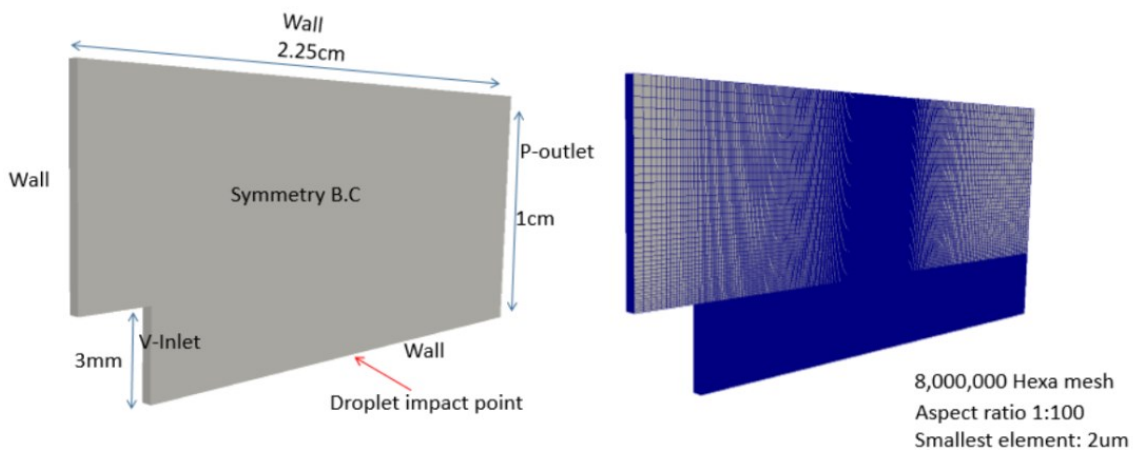 Wall
2.25cm
Wall
Symmetry B.C
P-outlet
1cm
V-Inlet
3mm
Wall
Droplet impact point
8,000,000 Hexa mesh
Aspect ratio 1:100
Smallest element: 2um